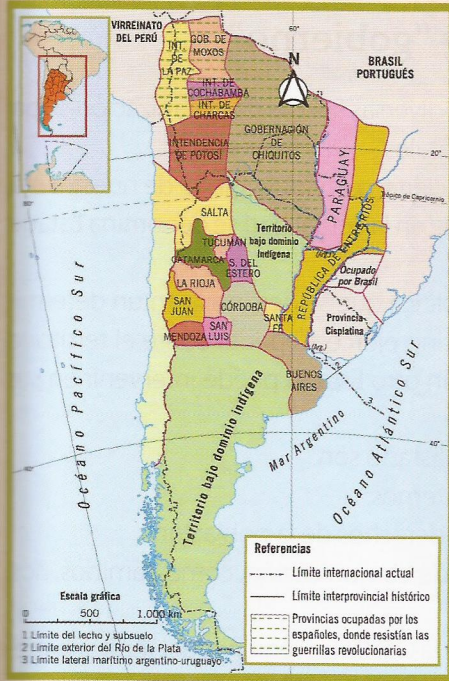 VIRREINATO
DEL PERÚ
INT.
DE
LA PAZ
GOB. DE
MOXOS
60°
N
BRASIL
PORTUGUÉS
INT. DE
COCHABAMBA
INT. DE
CHARCAS
GOBERNACIÓN
DE
CHIQUITOS
INTENDENCIA
DE POTOSÍ
20°
PARAGUAY
Trópico de Capricornio
80°
SALTA
Territorio
bajo dominio
indígena
TUCUMÁN
CATAMARCA
S. DEL
ESTERO
REPÚBLICA DE ENTRE RÍOS
(Arg.)
Ocupado
por Brasil
LA RIOJA
SAN
JUAN
CÓRDOBA
SANTA
FE
Provincia
Cisplatina
MENDOZA
SAN
LUIS
(Arg.)
1
2
3
BUENOS
AIRES
Océano Pacífico Sur
Territorio bajo dominio indígena
Mar Argentino
Océano Atlántico Sur
40°
40°
Referencias
Límite internacional actual
Límite interprovincial histórico
Provincias ocupadas por los
españoles, donde resistían las
guerrillas revolucionarias
Escala gráfica
0 500 1.000 km
1 Límite del lecho y subsuelo
2 Límite exterior del Río de la Plata
3 Límite lateral marítimo argentino-uruguayo